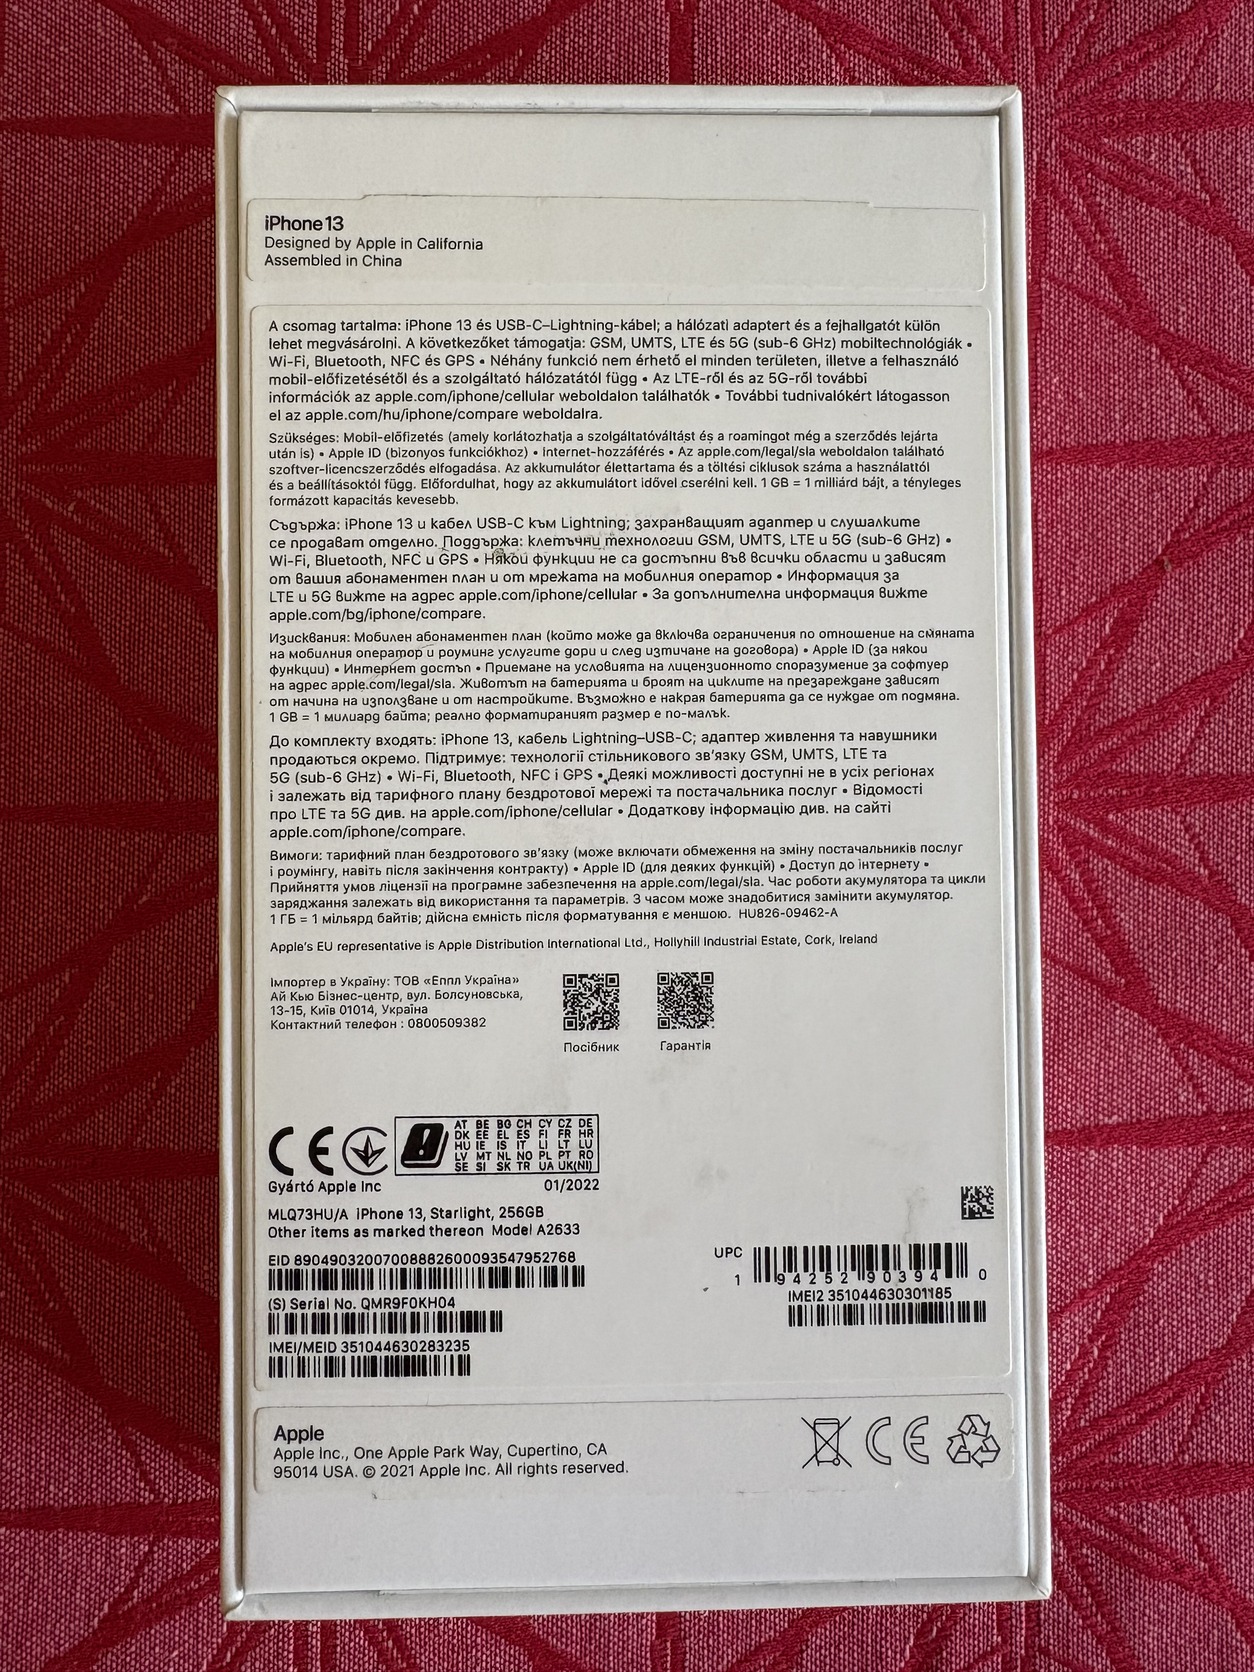 iPhone 13
Designed by Apple in California
Assembled in China
A csomag tartalma: iPhone 13 és USB-C–Lightning-kábel; a hálózati adaptert és a fejhallgatót külön
lehet megvásárolni. A következőket támogatja: GSM, UMTS, LTE és 5G (sub-6 GHz) mobiltechnológiák •
Wi-Fi, Bluetooth, NFC és GPS • Néhány funkció nem érhető el minden területen, illetve a felhasználó
mobil-előfizetésétől és a szolgáltató hálózatától függ • Az LTE-ről és az 5G-ről további
információk az apple.com/iphone/cellular weboldalon találhatók • További tudnivalókért látogasson
el az apple.com/hu/iphone/compare weboldalra.
Szükséges: Mobil-előfizetés (amely korlátozhatja a szolgáltatóváltást és a roamingot még a szerződés lejárta
után is) • Apple ID (bizonyos funkciókhoz) • Internet-hozzáférés • Az apple.com/legal/sla weboldalon található
szoftver-licencszerződés elfogadása. Az akkumulátor élettartama és a töltési ciklusok száma a használattól
és a beállításoktól függ. Előfordulhat, hogy az akkumulátort idővel cserélni kell. 1 GB = 1 milliárd bájt, a tényleges
formázott kapacitás kevesebb.
Съдържа: iPhone 13 и кабел USB-C към Lightning; захранващият адаптер и слушалките
се продават отделно. Поддържа: клетъчни технологии GSM, UMTS, LTE и 5G (sub-6 GHz) •
Wi-Fi, Bluetooth, NFC и GPS • Някои функции не са достъпни във всички области и зависят
от вашия абонаментен план и от мрежата на мобилния оператор • Информация за
LTE и 5G вижте на адрес apple.com/iphone/cellular • За допълнителна информация вижте
apple.com/bg/iphone/compare.
Изисквания: Мобилен абонаментен план (който може да включва ограничения по отношение на смяната
на мобилния оператор и роуминг услугите дори и след изтичане на договора) • Apple ID (за някои
функции) • Интернет достъп • Приемане на условията на лицензионното споразумение за софтуер
на адрес apple.com/legal/sla. Животът на батерията и броят на циклите на презареждане зависят
от начина на използване и от настройките. Възможно е накрая батерията да се нуждае от подмяна.
1 GB = 1 милиард байта; реално форматираният размер е по-малък.
До комплекту входять: iPhone 13, кабель Lightning–USB-C; адаптер живлення та навушники
продаються окремо. Підтримує: технології стільникового зв’язку GSM, UMTS, LTE та
5G (sub-6 GHz) • Wi-Fi, Bluetooth, NFC і GPS • Деякі можливості доступні не в усіх регіонах
і залежать від тарифного плану бездротової мережі та постачальника послуг • Відомості
про LTE та 5G див. на apple.com/iphone/cellular • Додаткову інформацію див. на сайті
apple.com/iphone/compare.
Вимоги: тарифний план бездротового зв’язку (може включати обмеження на зміну постачальників послуг
і роумінгу, навіть після закінчення контракту) • Apple ID (для деяких функцій) • Доступ до інтернету •
Прийняття умов ліцензії на програмне забезпечення на apple.com/legal/sla. Час роботи акумулятора та цикли
заряджання залежать від використання та параметрів. З часом може знадобитися замінити акумулятор.
1 ГБ = 1 мільярд байтів; дійсна ємність після форматування є меншою. HU826-09462-A
Apple’s EU representative is Apple Distribution International Ltd., Hollyhill Industrial Estate, Cork, Ireland
Імпортер в Україну: ТОВ «Еппл Україна»
Ай Кью Бізнес-центр, вул. Болсуновська,
13-15, Київ 01014, Україна
Контактний телефон : 0800509382
Посібник
Гарантія
CE
AT BE BG CH CY CZ DE
DK EE EL ES FI FR HR
HU IE IS IT LI LT LU
LV MT NL NO PL PT RO
SE SI SK TR UA UK(NI)
Gyártó Apple Inc 01/2022
MLQ73HU/A iPhone 13, Starlight, 256GB
Other items as marked thereon Model A2633
EID 89049032007008882600093547952768
(S) Serial No. QMR9F0KH04
IMEI/MEID 351044630283235
UPC
1 94252 90394 0
IMEI2 351044630301185
Apple
Apple Inc., One Apple Park Way, Cupertino, CA
95014 USA. © 2021 Apple Inc. All rights reserved.
CE